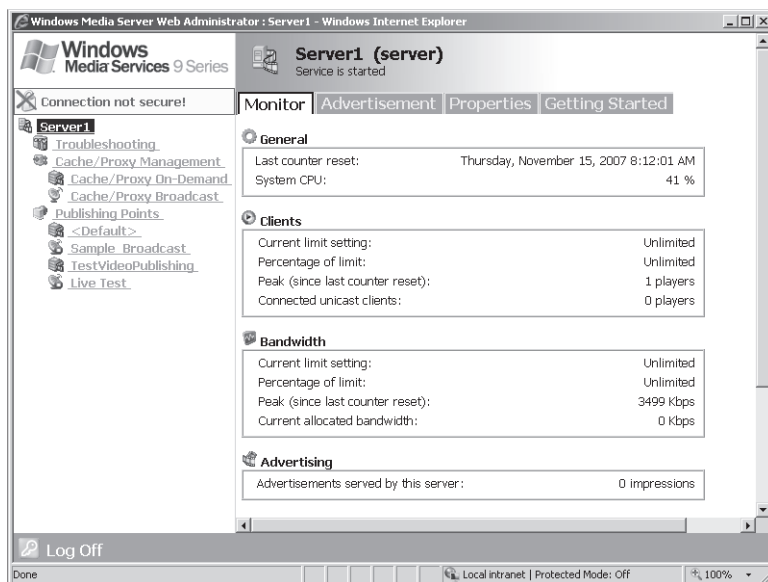 Windows Media Server Web Administrator : Server1 - Windows Internet Explorer
Windows
Media Services 9 Series
Server1 (server)
Service is started
Connection not secure!
Monitor Advertisement Properties Getting Started
Server1
Troubleshooting
Cache/Proxy Management
Cache/Proxy On-Demand
Cache/Proxy Broadcast
Publishing Points
<Default>
Sample_Broadcast
TestVideoPublishing
Live Test
General
Last counter reset: Thursday, November 15, 2007 8:12:01 AM
System CPU: 41 %
Clients
Current limit setting: Unlimited
Percentage of limit: Unlimited
Peak (since last counter reset): 1 players
Connected unicast clients: 0 players
Bandwidth
Current limit setting: Unlimited
Percentage of limit: Unlimited
Peak (since last counter reset): 3499 Kbps
Current allocated bandwidth: 0 Kbps
Advertising
Advertisements served by this server: 0 impressions
Log Off
Done Local intranet | Protected Mode: Off 100%